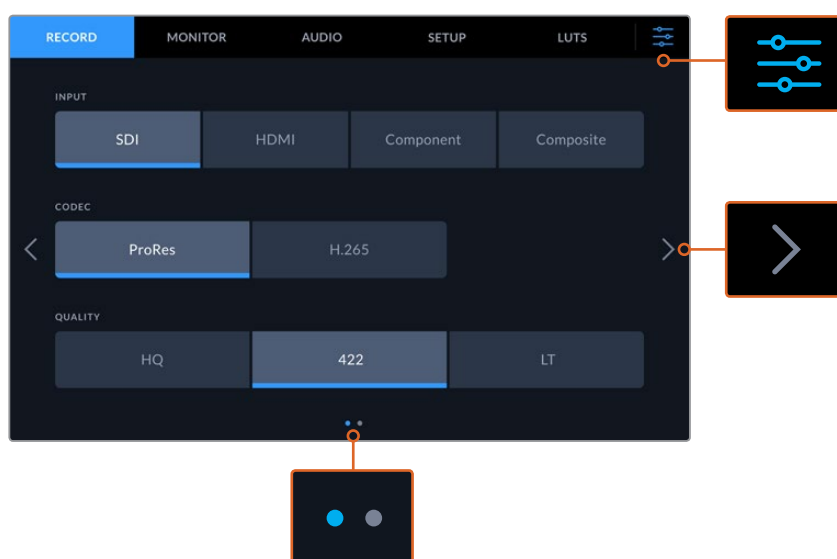 RECORD MONITOR AUDIO SETUP LUTS
INPUT
SDI HDMI Component Composite
CODEC
ProRes H.265
QUALITY
HQ 422 LT